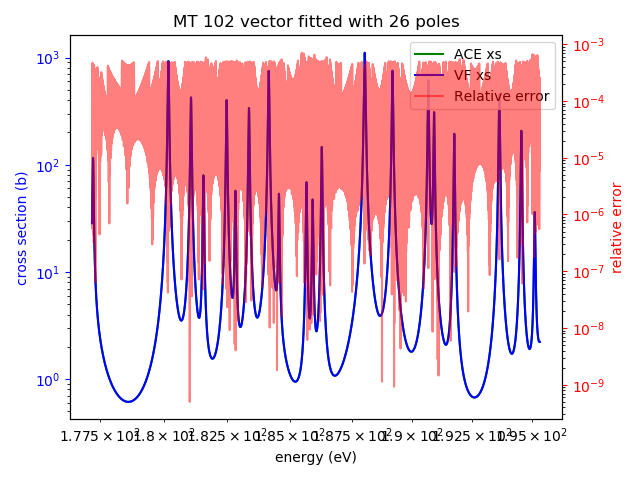 MT 102 vector fitted with 26 poles
ACE xs
VF xs
Relative error
cross section (b)
10³
10²
10¹
10⁰
relative error
10⁻³
10⁻⁴
10⁻⁵
10⁻⁶
10⁻⁷
10⁻⁸
10⁻⁹
energy (eV)